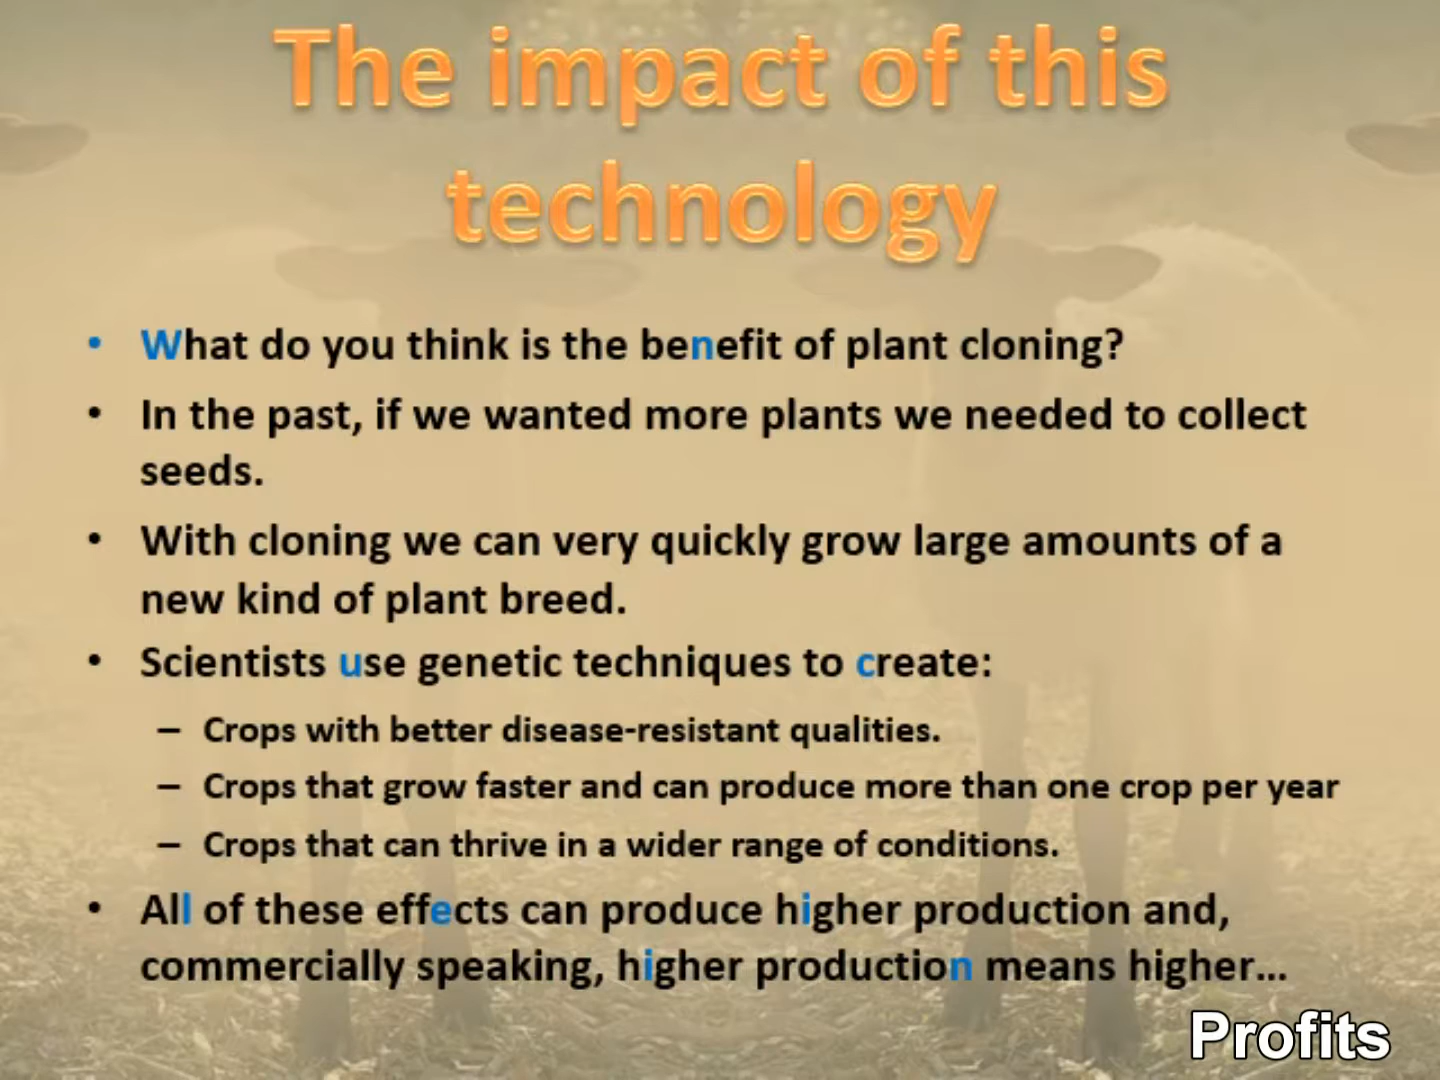 The impact of this
technology
• What do you think is the benefit of plant cloning?
• In the past, if we wanted more plants we needed to collect
seeds.
• With cloning we can very quickly grow large amounts of a
new kind of plant breed.
• Scientists use genetic techniques to create:
– Crops with better disease-resistant qualities.
– Crops that grow faster and can produce more than one crop per year
– Crops that can thrive in a wider range of conditions.
• All of these effects can produce higher production and,
commercially speaking, higher production means higher...
Profits